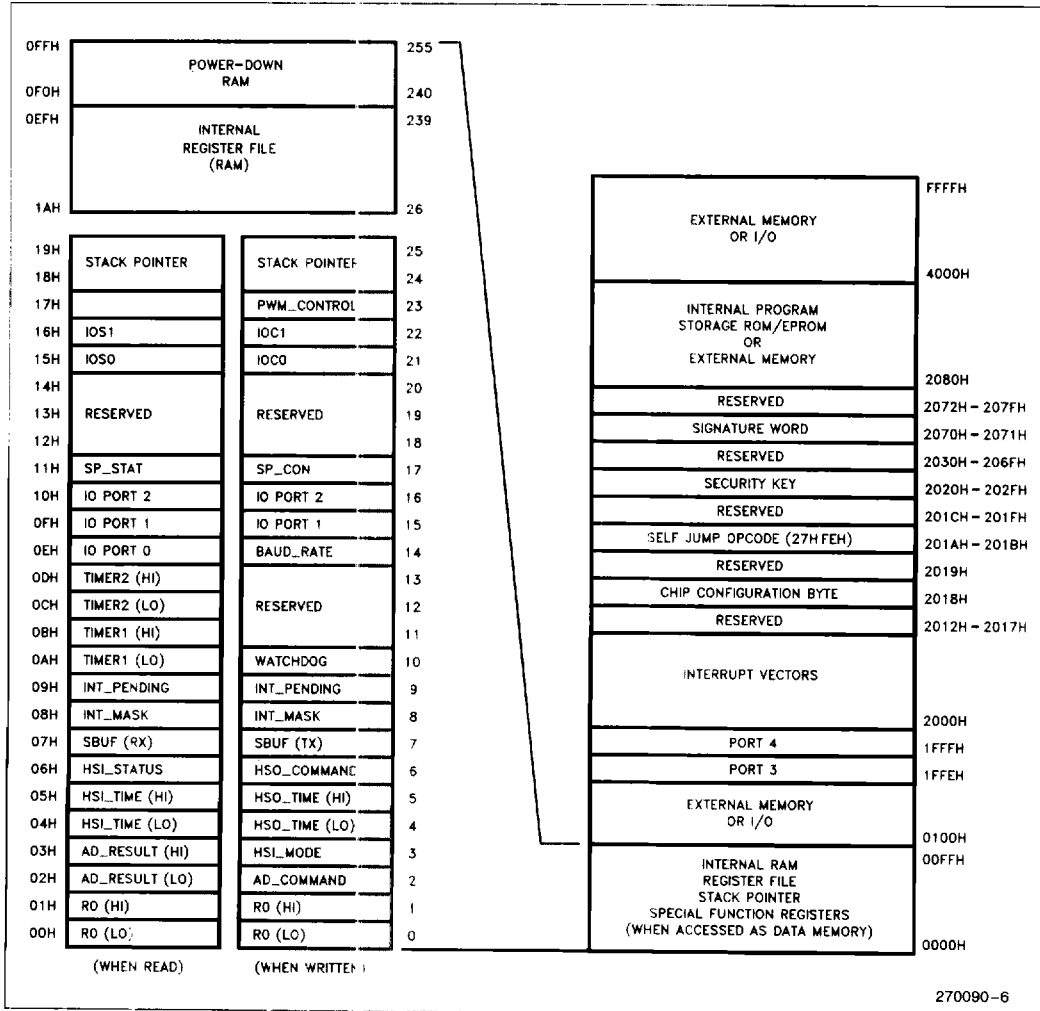 0FFH
255
POWER-DOWN
RAM
0F0H
240
0EFH
239
INTERNAL
REGISTER FILE
(RAM)
1AH
26
19H
STACK POINTER
STACK POINTER
25
18H
24
17H
PWM_CONTROL
23
16H
IOS1
IOC1
22
15H
IOS0
IOC0
21
14H
20
13H
RESERVED
RESERVED
19
12H
18
11H
SP_STAT
SP_CON
17
10H
IO PORT 2
IO PORT 2
16
0FH
IO PORT 1
IO PORT 1
15
0EH
IO PORT 0
BAUD_RATE
14
0DH
TIMER2 (HI)
13
0CH
TIMER2 (LO)
RESERVED
12
0BH
TIMER1 (HI)
11
0AH
TIMER1 (LO)
WATCHDOG
10
09H
INT_PENDING
INT_PENDING
9
08H
INT_MASK
INT_MASK
8
07H
SBUF (RX)
SBUF (TX)
7
06H
HSI_STATUS
HSO_COMMAND
6
05H
HSI_TIME (HI)
HSO_TIME (HI)
5
04H
HSI_TIME (LO)
HSO_TIME (LO)
4
03H
AD_RESULT (HI)
HSI_MODE
3
02H
AD_RESULT (LO)
AD_COMMAND
2
01H
R0 (HI)
R0 (HI)
1
00H
R0 (LO)
R0 (LO)
0
(WHEN READ)
(WHEN WRITTEN)
FFFFH
EXTERNAL MEMORY
OR I/O
4000H
INTERNAL PROGRAM
STORAGE ROM/EPROM
OR
EXTERNAL MEMORY
2080H
RESERVED
2072H - 207FH
SIGNATURE WORD
2070H - 2071H
RESERVED
2030H - 206FH
SECURITY KEY
2020H - 202FH
RESERVED
201CH - 201FH
SELF JUMP OPCODE (27H FEH)
201AH - 201BH
RESERVED
2019H
CHIP CONFIGURATION BYTE
2018H
RESERVED
2012H - 2017H
INTERRUPT VECTORS
2000H
PORT 4
1FFFH
PORT 3
1FFEH
EXTERNAL MEMORY
OR I/O
0100H
00FFH
INTERNAL RAM
REGISTER FILE
STACK POINTER
SPECIAL FUNCTION REGISTERS
(WHEN ACCESSED AS DATA MEMORY)
0000H
270090-6